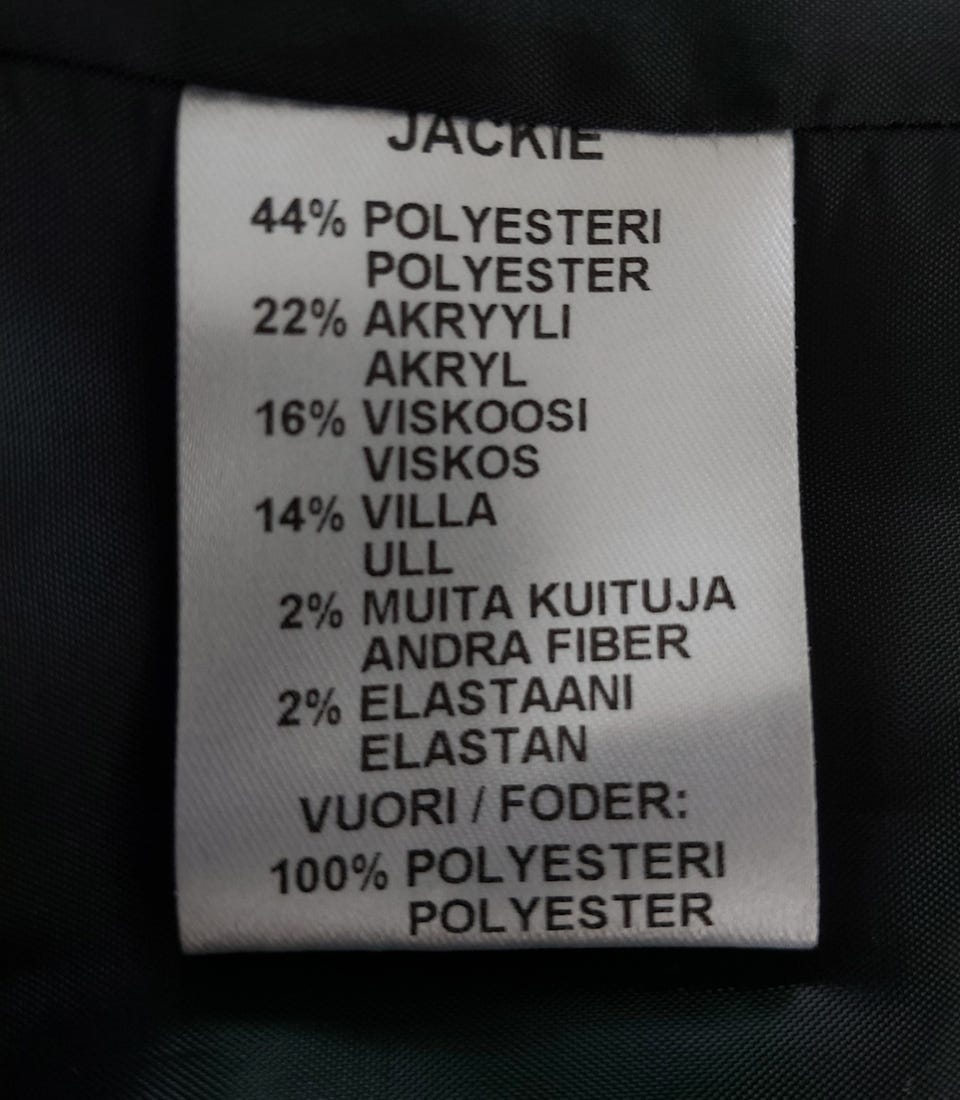 JACKIE
44% POLYESTERI
POLYESTER
22% AKRYYLI
AKRYL
16% VISKOOSI
VISKOS
14% VILLA
ULL
2% MUITA KUITUJA
ANDRA FIBER
2% ELASTAANI
ELASTAN
VUORI / FODER:
100% POLYESTERI
POLYESTER